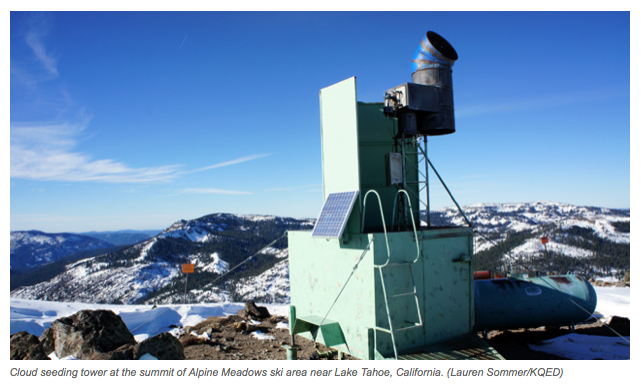 Cloud seeding tower at the summit of Alpine Meadows ski area near Lake Tahoe, California. (Lauren Sommer/KQED)